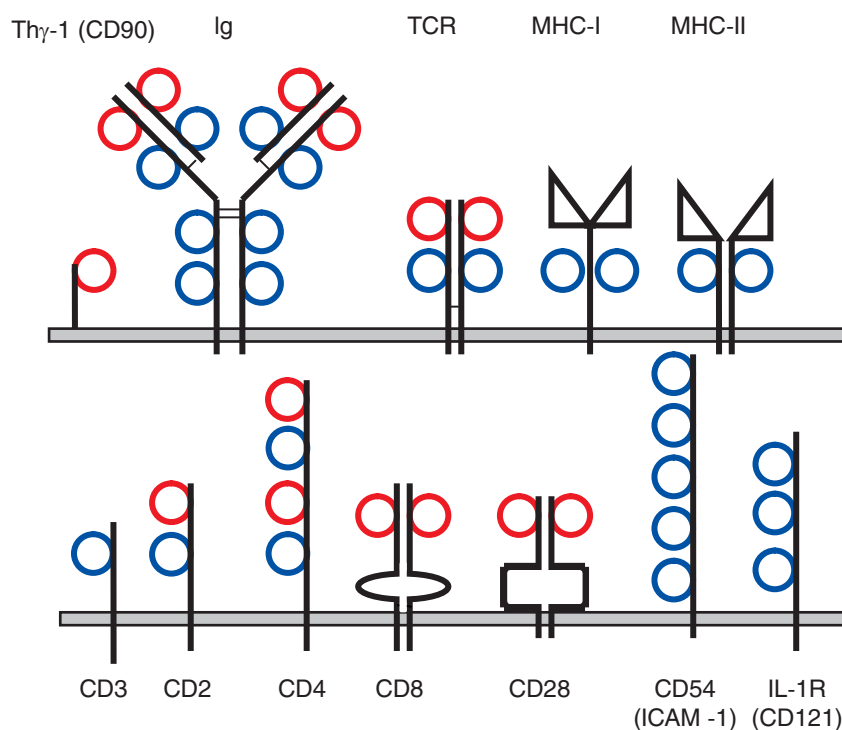 Thγ-1 (CD90) Ig TCR MHC-I MHC-II
CD3 CD2 CD4 CD8 CD28 CD54 IL-1R
(ICAM -1) (CD121)